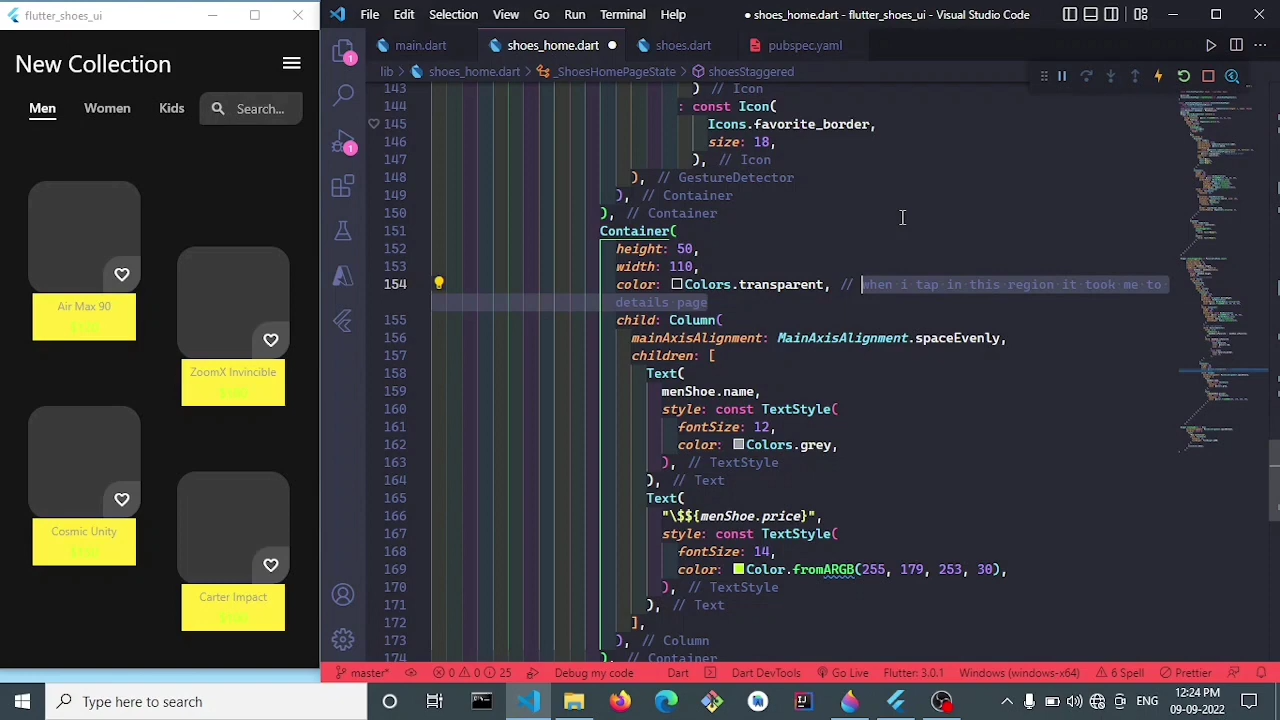 flutter_shoes_ui
New Collection
Men Women Kids Search...
Air Max 90
ZoomX Invincible
Cosmic Unity
Carter Impact
File Edit Selection Go Run Terminal Help ● shoes_home.dart - flutter_shoes_ui - Visual Studio Code
main.dart shoes_home.dart ● shoes.dart pubspec.yaml
lib > shoes_home.dart > _ShoesHomePageState > shoesStaggered
143 ) // Icon
144 : const Icon(
145 Icons.favorite_border,
146 size: 18,
147 ), // Icon
148 ), // GestureDetector
149 ), // Container
150 ), // Container
151 Container(
152 height: 50,
153 width: 110,
154 color: Colors.transparent, // when i tap in this region it took me to
details page
155 child: Column(
156 mainAxisAlignment: MainAxisAlignment.spaceEvenly,
157 children: [
158 Text(
159 menShoe.name,
160 style: const TextStyle(
161 fontSize: 12,
162 color: Colors.grey,
163 ), // TextStyle
164 ), // Text
165 Text(
166 "\$${menShoe.price}",
167 style: const TextStyle(
168 fontSize: 14,
169 color: Color.fromARGB(255, 179, 253, 30),
170 ), // TextStyle
171 ), // Text
172 ],
173 ), // Column
174 ), // Container
1
1
master* 0 0 25 Debug my code Dart Dart DevTools Go Live Flutter: 3.0.1 Windows (windows-x64) 6 Spell Prettier
Type here to search
ENG 6:24 PM
09-09-2022